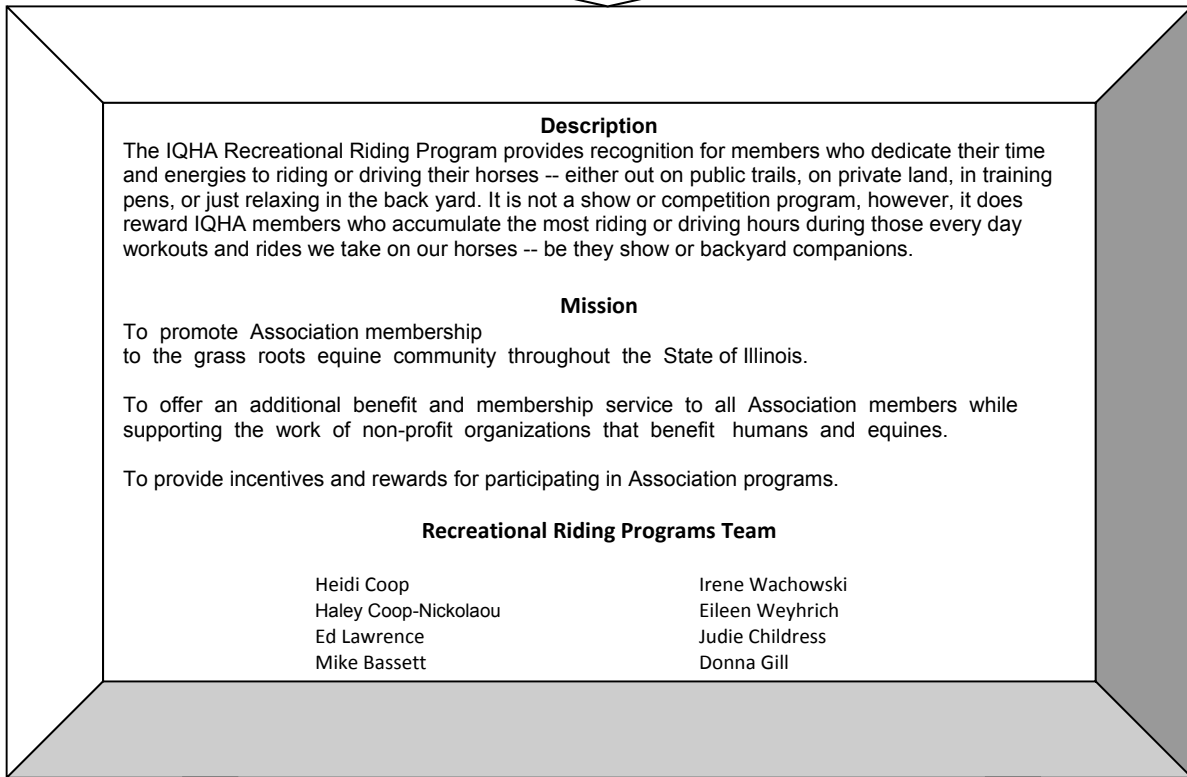 Description
The IQHA Recreational Riding Program provides recognition for members who dedicate their time
and energies to riding or driving their horses -- either out on public trails, on private land, in training
pens, or just relaxing in the back yard. It is not a show or competition program, however, it does
reward IQHA members who accumulate the most riding or driving hours during those every day
workouts and rides we take on our horses -- be they show or backyard companions.
Mission
To promote Association membership
to the grass roots equine community throughout the State of Illinois.
To offer an additional benefit and membership service to all Association members while
supporting the work of non-profit organizations that benefit humans and equines.
To provide incentives and rewards for participating in Association programs.
Recreational Riding Programs Team
Heidi Coop
Haley Coop-Nickolaou
Ed Lawrence
Mike Bassett
Irene Wachowski
Eileen Weyhrich
Judie Childress
Donna Gill